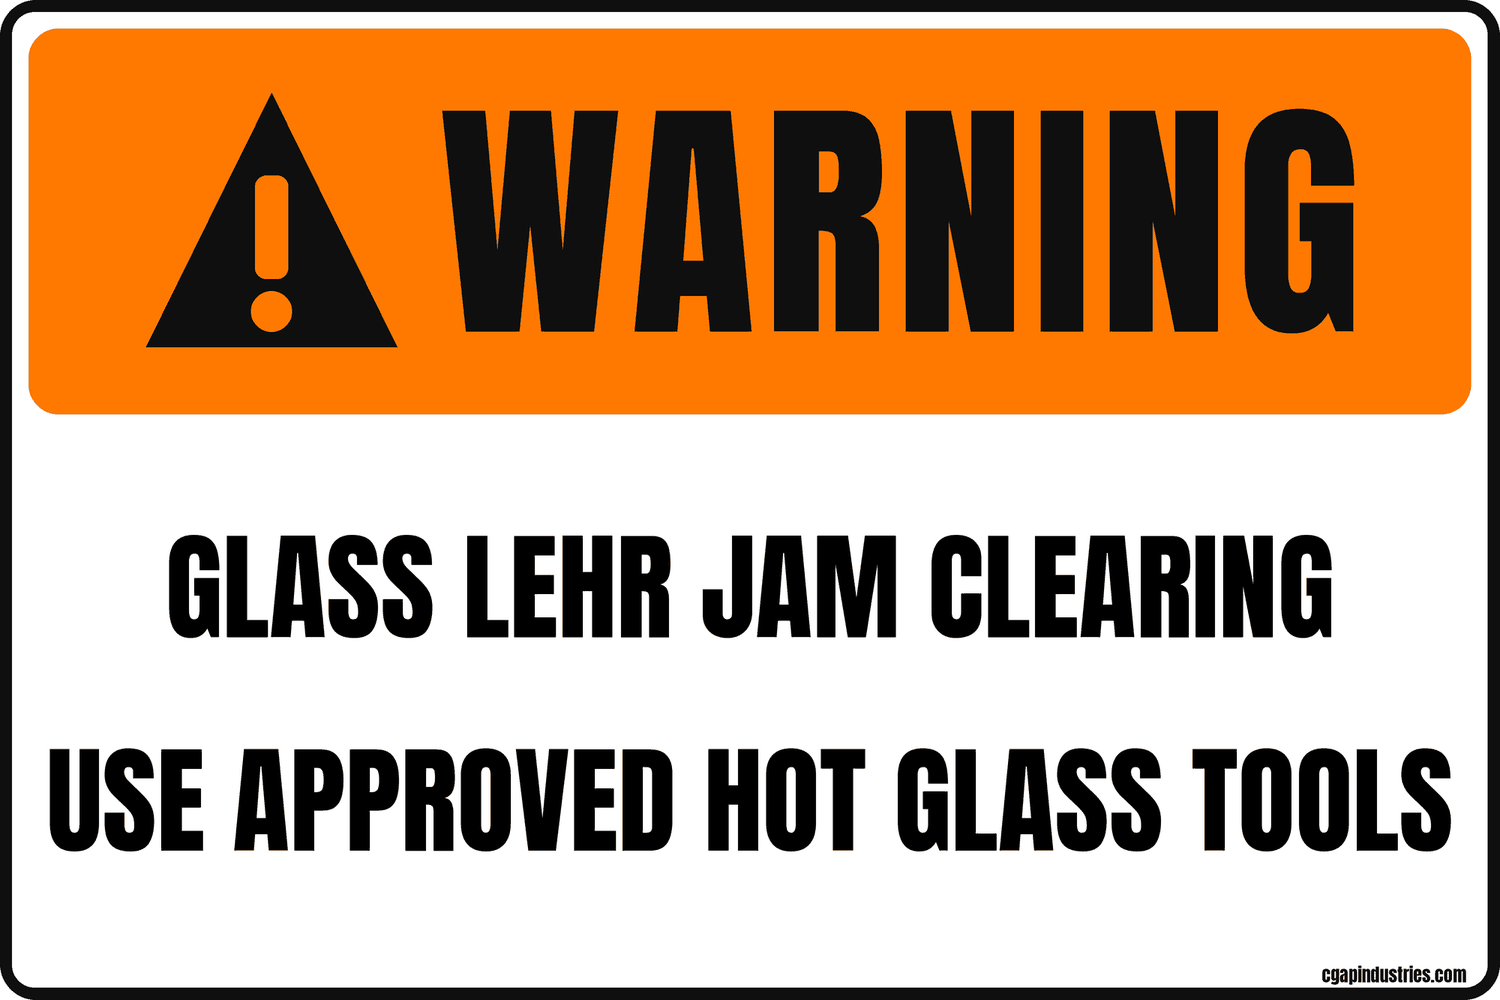 WARNING
GLASS LEHR JAM CLEARING
USE APPROVED HOT GLASS TOOLS
cgapindustries.com